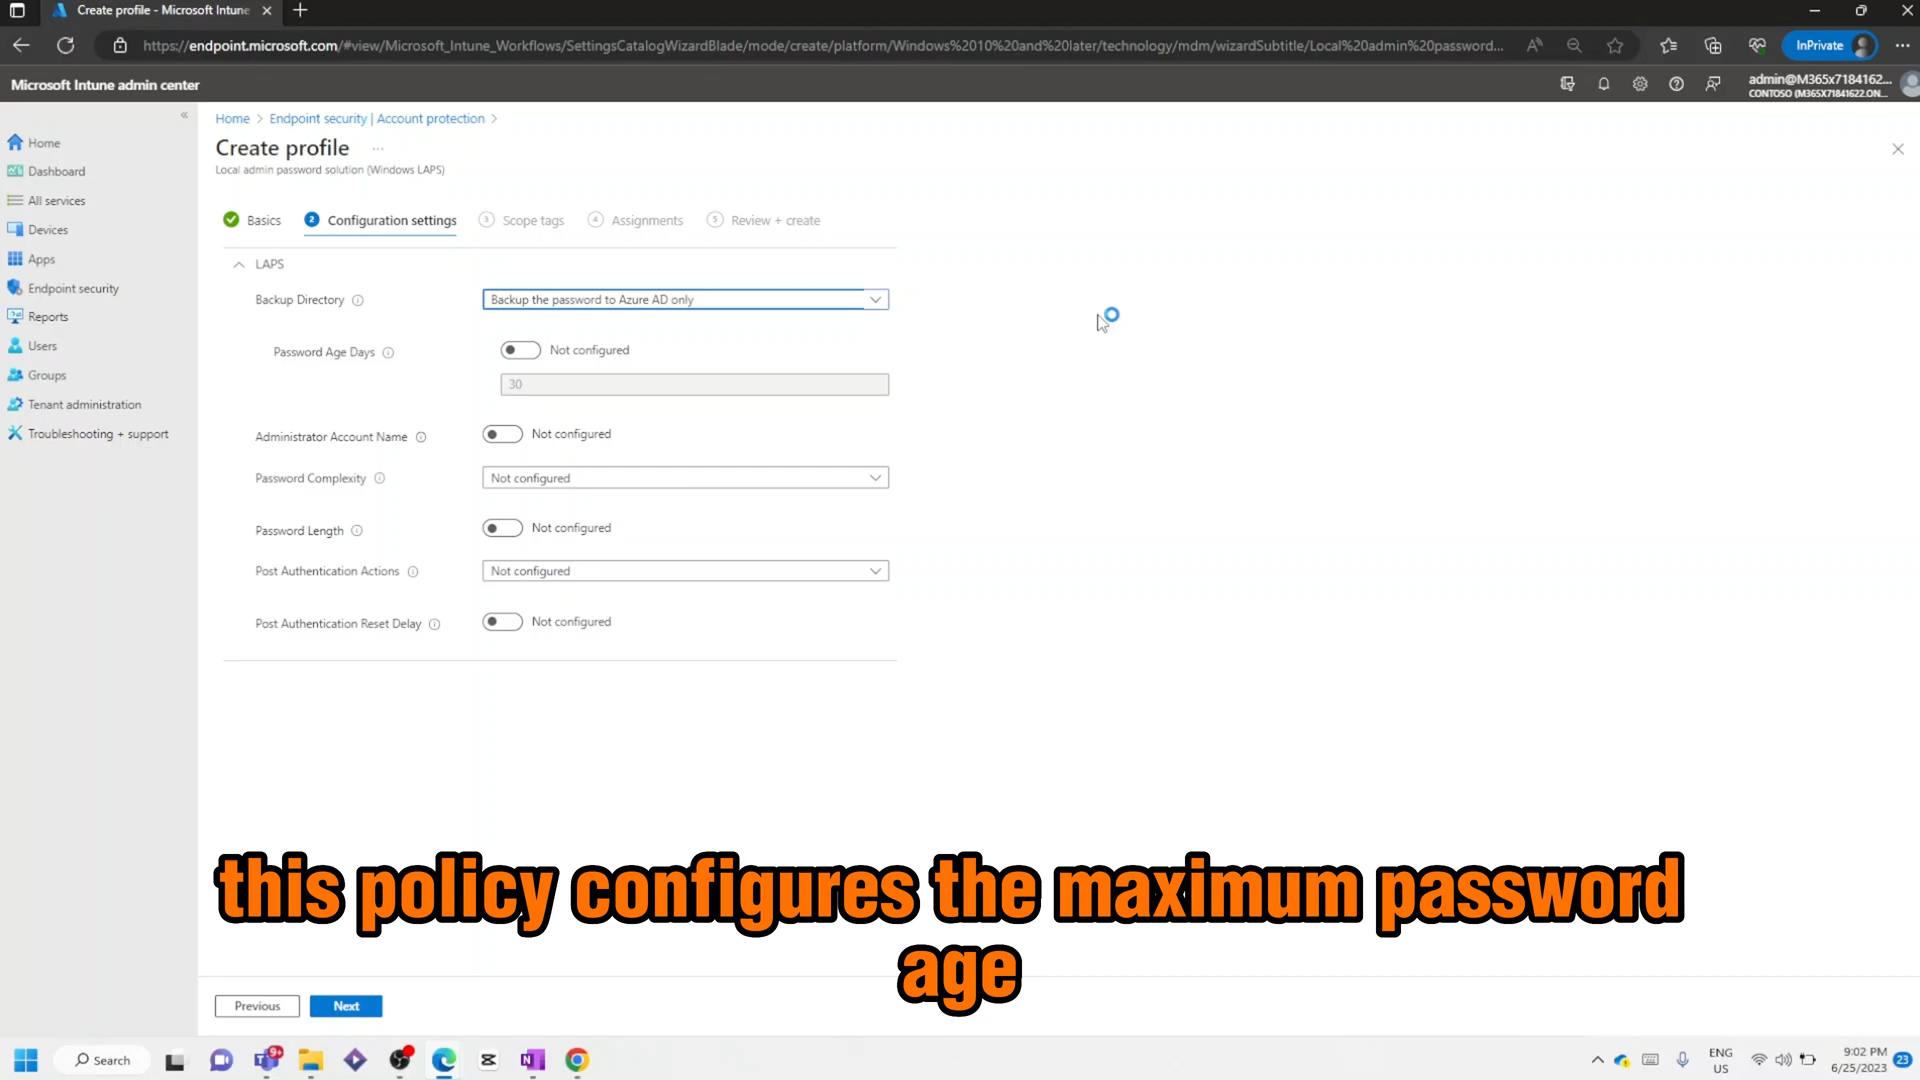 Create profile - Microsoft Intune
https://endpoint.microsoft.com/#view/Microsoft_Intune_Workflows/SettingsCatalogWizardBlade/mode/create/platform/Windows%2010%20and%20later/technology/mdm/wizardSubtitle/Local%20admin%20password...
InPrivate
Microsoft Intune admin center
admin@M365x7184162...
CONTOSO (M365X71841622.ON...
Home
Dashboard
All services
Devices
Apps
Endpoint security
Reports
Users
Groups
Tenant administration
Troubleshooting + support
Home > Endpoint security | Account protection >
Create profile ...
Local admin password solution (Windows LAPS)
Basics 2 Configuration settings 3 Scope tags 4 Assignments 5 Review + create
LAPS
Backup Directory Backup the password to Azure AD only
Password Age Days Not configured
30
Administrator Account Name Not configured
Password Complexity Not configured
Password Length Not configured
Post Authentication Actions Not configured
Post Authentication Reset Delay Not configured
this policy configures the maximum password
age
Previous Next
Search
9+
ENG
US
9:02 PM
6/25/2023
23